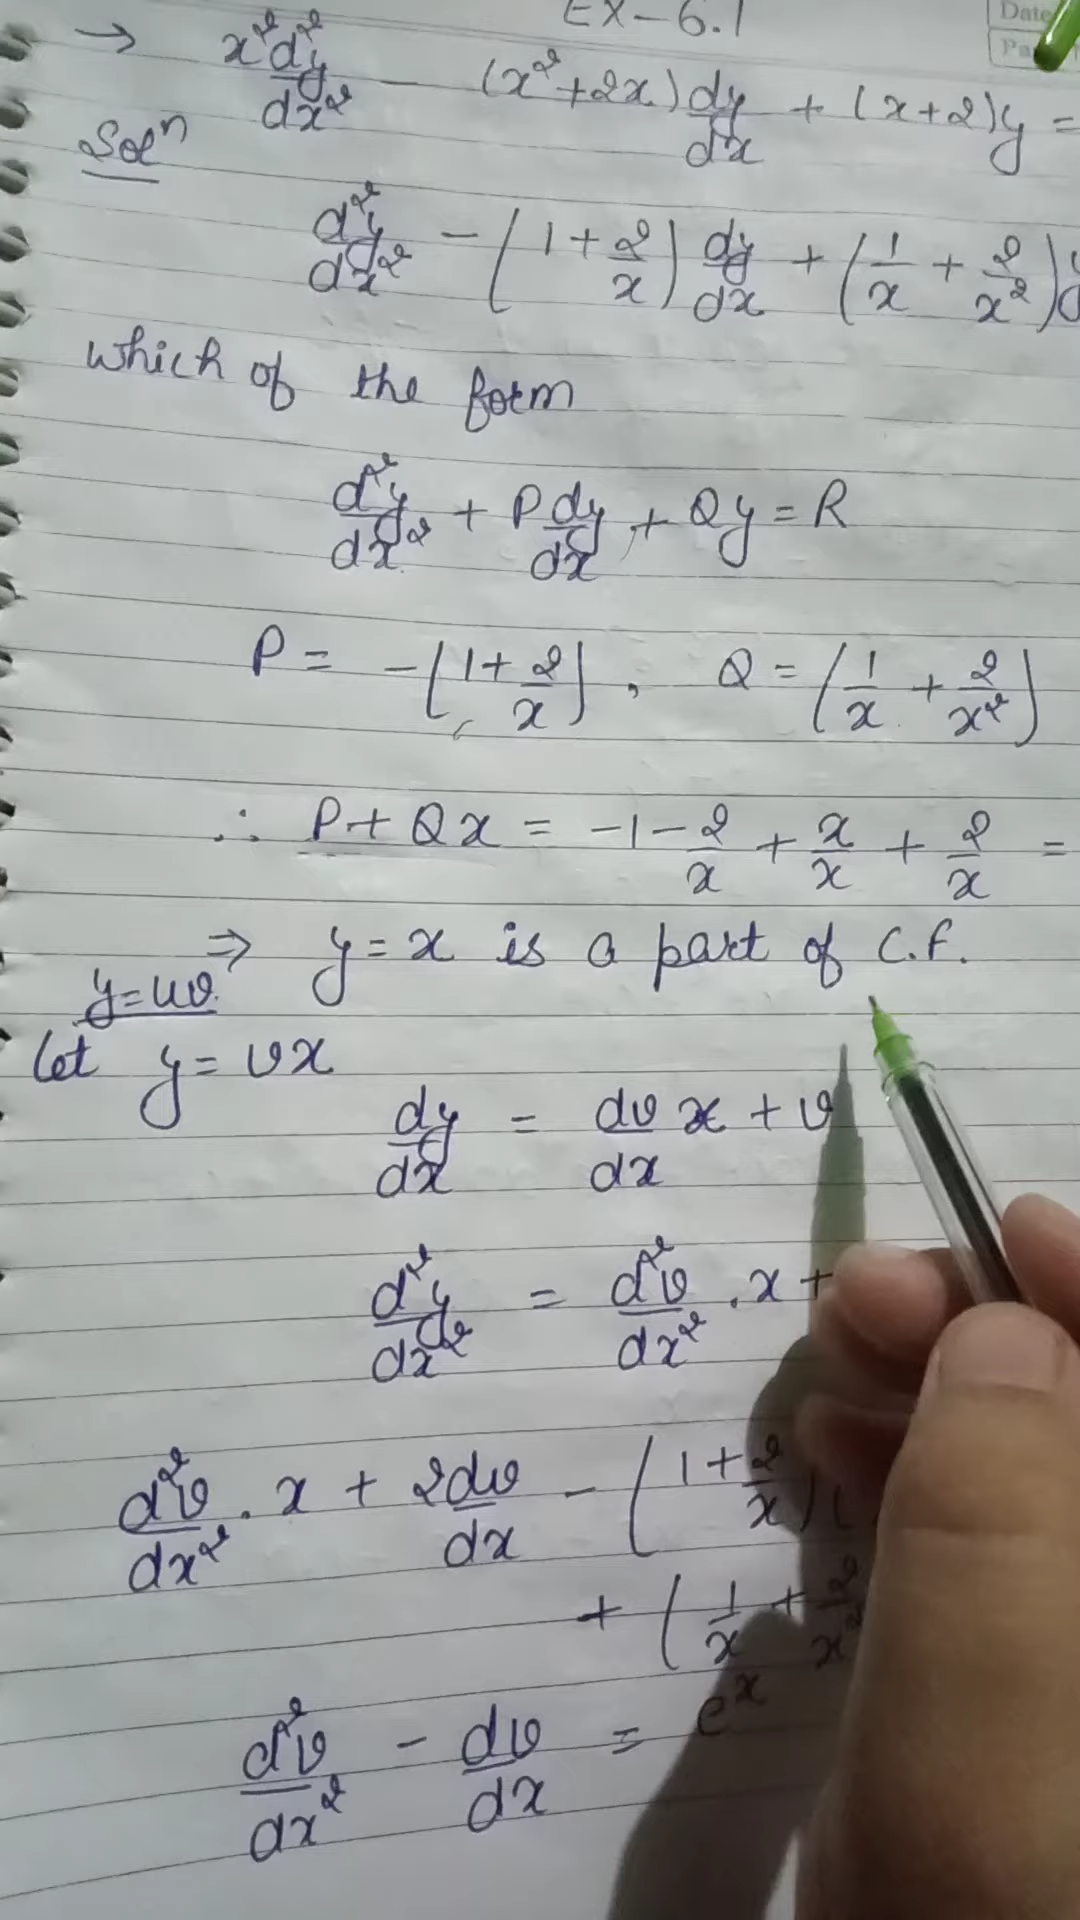 EX-6.1
Date
→ x² d²y/dx² - (x²+2x) dy/dx + (x+2)y =
Solⁿ
d²y/dx² - (1 + 2/x) dy/dx + (1/x + 2/x²)y
which of the form
d²y/dx² + P dy/dx + Qy = R
P = -(1 + 2/x), Q = (1/x + 2/x²)
∴ P + Qx = -1 - 2/x + x/x + 2/x =
⇒ y = x is a part of C.F.
y = uv
Let y = vx
dy/dx = dv/dx x + v
d²y/dx² = d²v/dx² . x +
d²v/dx² . x + 2dv/dx - (1 + 2/x)(
+ (1/x + 2/x²
d²v/dx² - dv/dx = eˣ